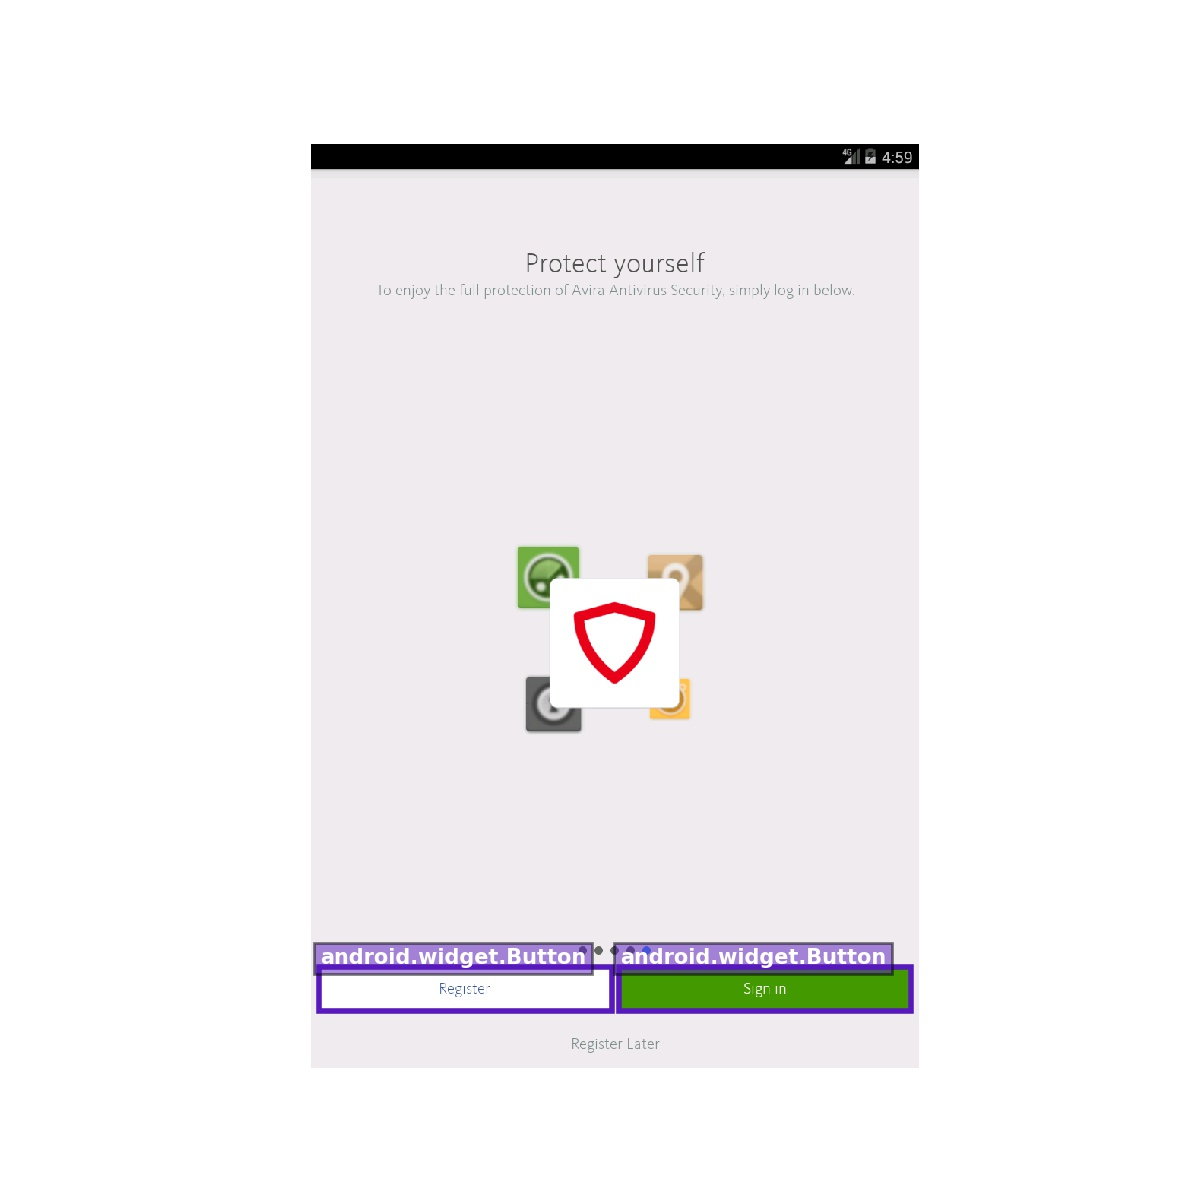 4G 4:59
Protect yourself
To enjoy the full protection of Avira Antivirus Security, simply log in below.
android.widget.Button android.widget.Button
Register Sign in
Register Later